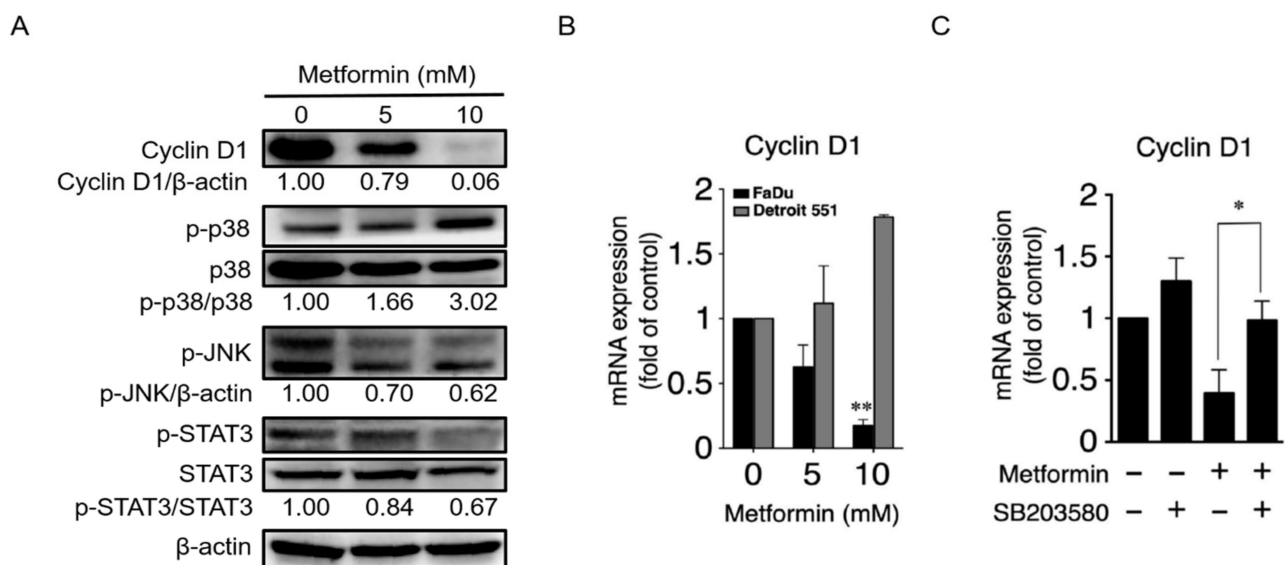 A
Metformin (mM)
0 5 10
Cyclin D1
Cyclin D1/β-actin 1.00 0.79 0.06
p-p38
p38
p-p38/p38 1.00 1.66 3.02
p-JNK
p-JNK/β-actin 1.00 0.70 0.62
p-STAT3
STAT3
p-STAT3/STAT3 1.00 0.84 0.67
β-actin
B
Cyclin D1
FaDu
Detroit 551
mRNA expression
(fold of control)
2
1.5
1
0.5
0
**
0 5 10
Metformin (mM)
C
Cyclin D1
mRNA expression
(fold of control)
2
1.5
1
0.5
0
*
Metformin − − + +
SB203580 − + − +